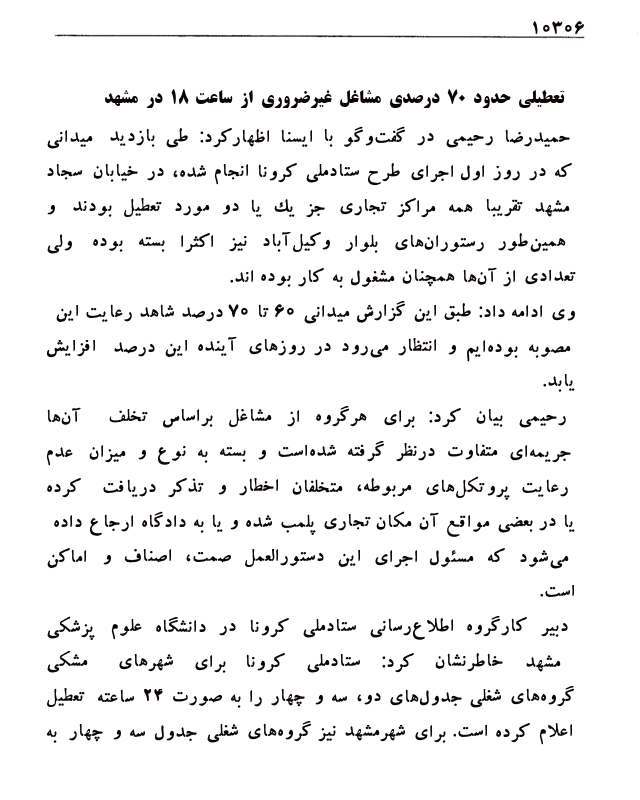 ۱۰۳۰۶
تعطیلی حدود ۷۰ درصدی مشاغل غیرضروری از ساعت ۱۸ در مشهد
حمیدرضا رحیمی در گفت‌وگو با ایسنا اظهارکرد: طی بازدید میدانی
که در روز اول اجرای طرح ستادملی کرونا انجام شده، در خیابان سجاد
مشهد تقریبا همه مراکز تجاری جز یك یا دو مورد تعطیل بودند و
همین‌طور رستوران‌های بلوار وکیل‌آباد نیز اکثرا بسته بوده ولی
تعدادی از آن‌ها همچنان مشغول به کار بوده اند.
وی ادامه داد: طبق این گزارش میدانی ۶۰ تا ۷۰ درصد شاهد رعایت این
مصوبه بوده‌ایم و انتظار می‌رود در روزهای آینده این درصد افزایش
یابد.
رحیمی بیان کرد: برای هرگروه از مشاغل براساس تخلف آن‌ها
جریمه‌ای متفاوت درنظر گرفته شده‌است و بسته به نوع و میزان عدم
رعایت پروتکل‌های مربوطه، متخلفان اخطار و تذکر دریافت کرده
یا در بعضی مواقع آن مکان تجاری پلمب شده و یا به دادگاه ارجاع داده
می‌شود که مسئول اجرای این دستورالعمل صمت، اصناف و اماکن
است.
دبیر کارگروه اطلاع‌رسانی ستادملی کرونا در دانشگاه علوم پزشکی
مشهد خاطرنشان کرد: ستادملی کرونا برای شهرهای مشکی
گروه‌های شغلی جدول‌های دو، سه و چهار را به صورت ۲۴ ساعته تعطیل
اعلام کرده است. برای شهرمشهد نیز گروه‌های شغلی جدول سه و چهار به